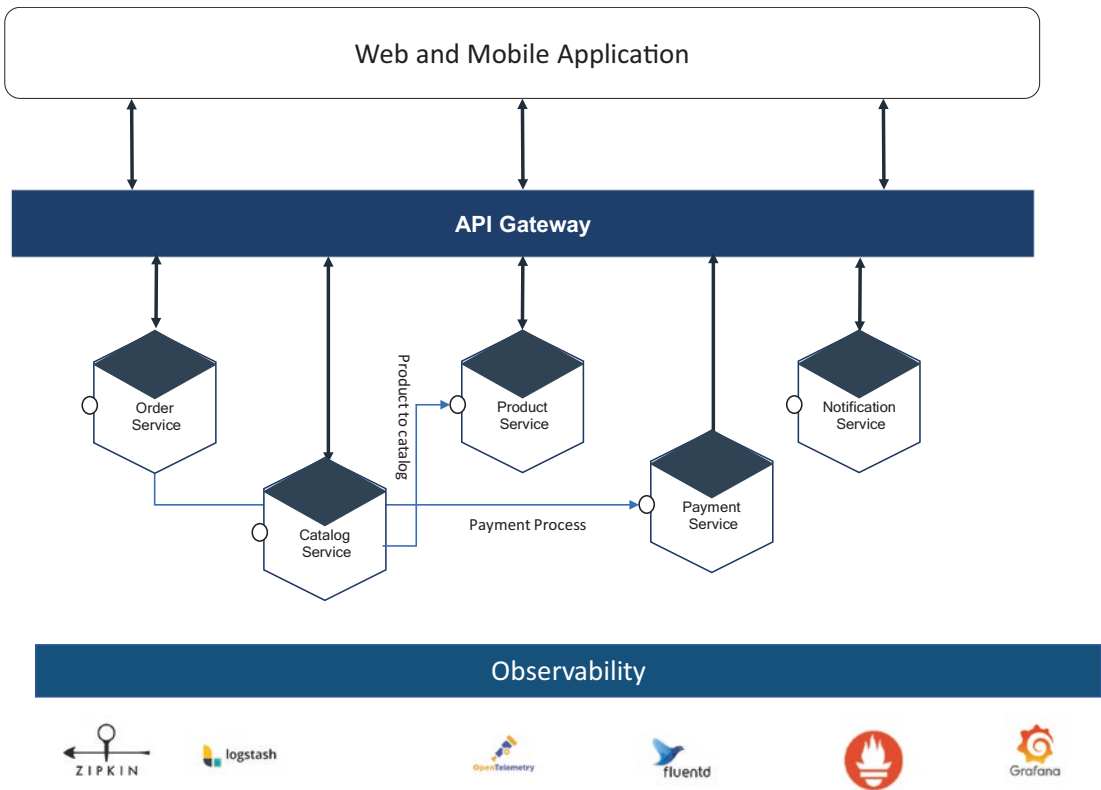 Web and Mobile Application
API Gateway
Order
Service
Product to catalog
Product
Service
Notification
Service
Catalog
Service
Payment Process
Payment
Service
Observability
ZIPKIN
logstash
OpenTelemetry
fluentd
Grafana